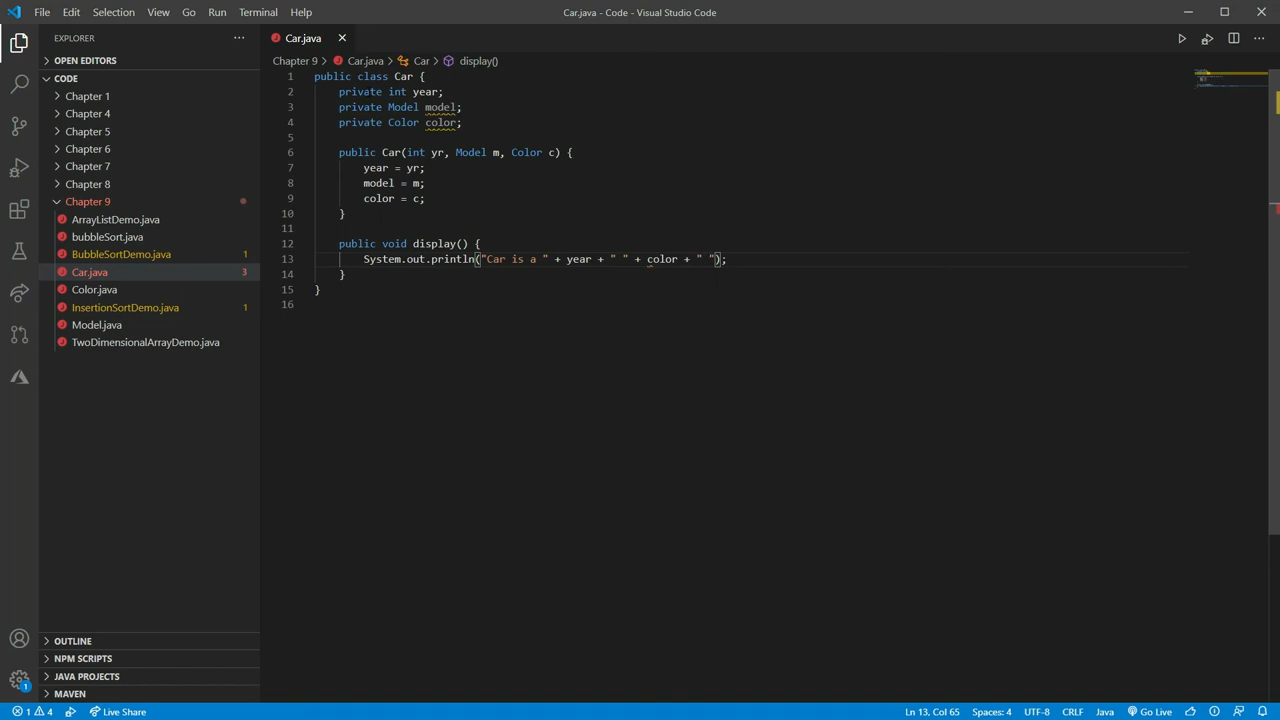 File Edit Selection View Go Run Terminal Help
Car.java - Code - Visual Studio Code
EXPLORER
OPEN EDITORS
CODE
Chapter 1
Chapter 4
Chapter 5
Chapter 6
Chapter 7
Chapter 8
Chapter 9
ArrayListDemo.java
bubbleSort.java
BubbleSortDemo.java 1
Car.java 3
Color.java
InsertionSortDemo.java 1
Model.java
TwoDimensionalArrayDemo.java
OUTLINE
NPM SCRIPTS
JAVA PROJECTS
MAVEN
Car.java
Chapter 9 > Car.java > Car > display()
1 public class Car {
2 private int year;
3 private Model model;
4 private Color color;
5
6 public Car(int yr, Model m, Color c) {
7 year = yr;
8 model = m;
9 color = c;
10 }
11
12 public void display() {
13 System.out.println("Car is a " + year + " " + color + " ");
14 }
15 }
16
1
1 4 Live Share
Ln 13, Col 65 Spaces: 4 UTF-8 CRLF Java Go Live